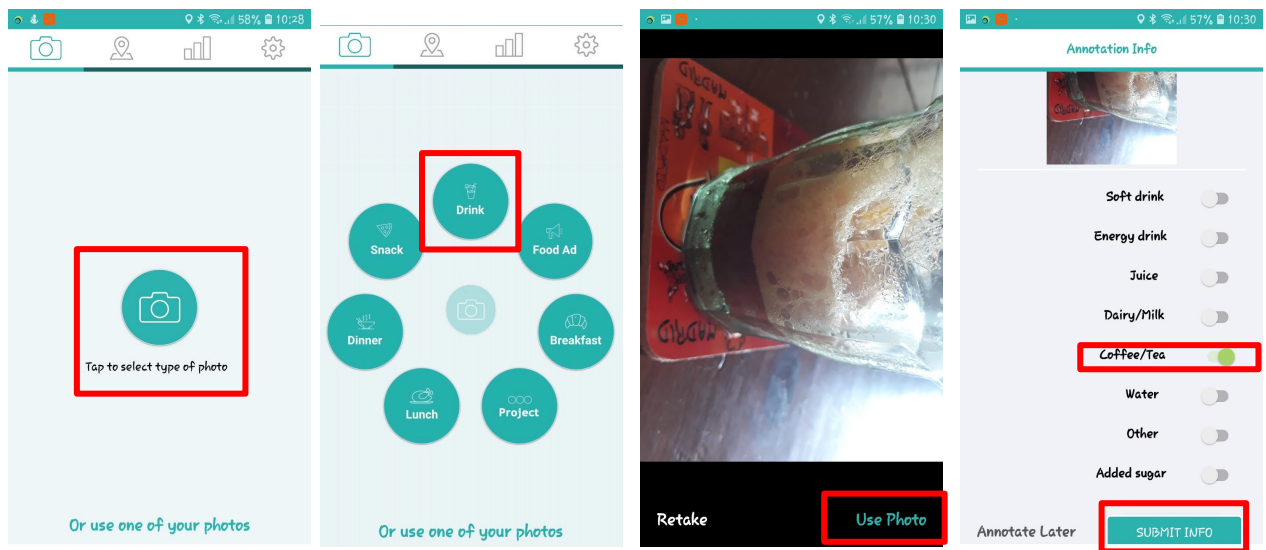 58% 10:28
Tap to select type of photo
Or use one of your photos
Drink
Snack
Food Ad
Dinner
Breakfast
Lunch
Project
Or use one of your photos
57% 10:30
MADRID
MADRID
Retake
Use Photo
57% 10:30
Annotation Info
Soft drink
Energy drink
Juice
Dairy/Milk
Coffee/Tea
Water
Other
Added sugar
Annotate Later
SUBMIT INFO